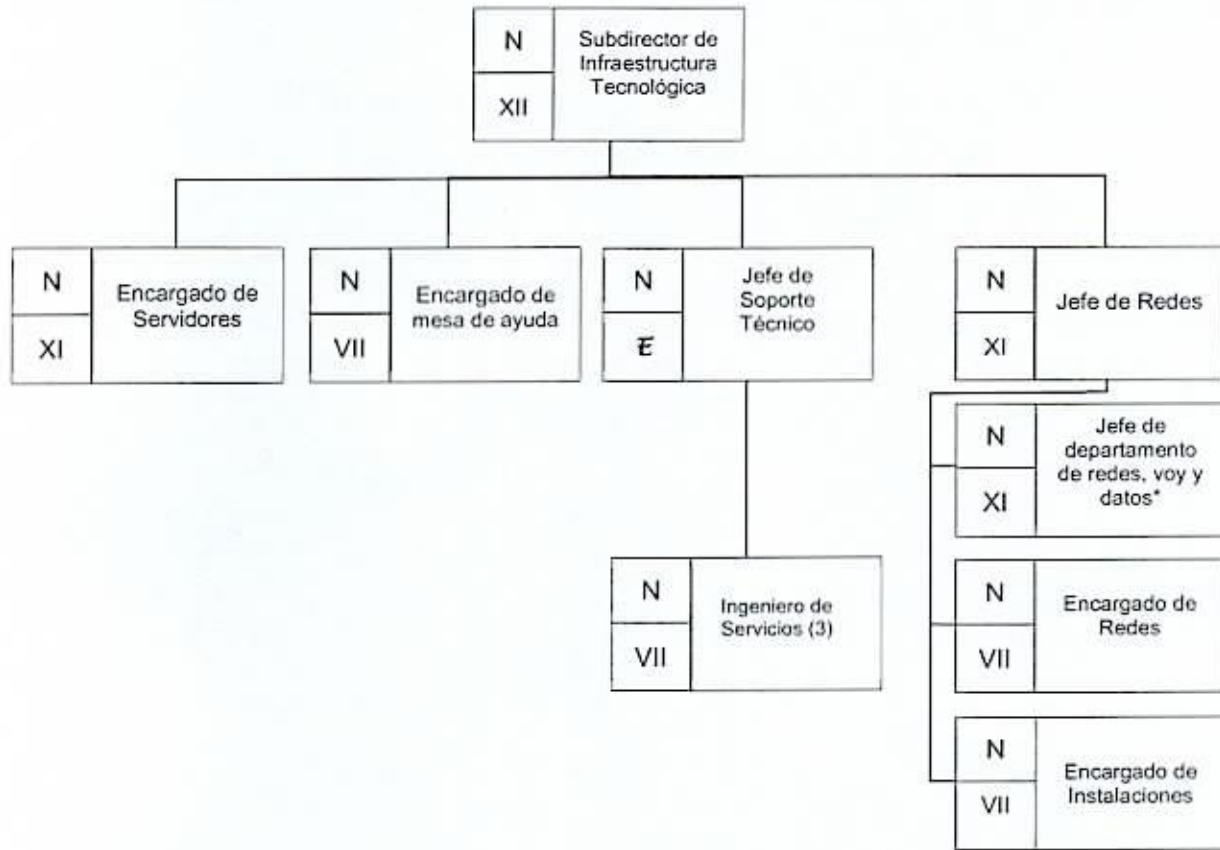 N
XII
Subdirector de
Infraestructura
Tecnológica
N
XI
Encargado de
Servidores
N
VII
Encargado de
mesa de ayuda
N
E
Jefe de
Soporte
Técnico
N
XI
Jefe de Redes
N
XI
Jefe de
departamento
de redes, voy y
datos*
N
VII
Ingeniero de
Servicios (3)
N
VII
Encargado de
Redes
N
VII
Encargado de
Instalaciones